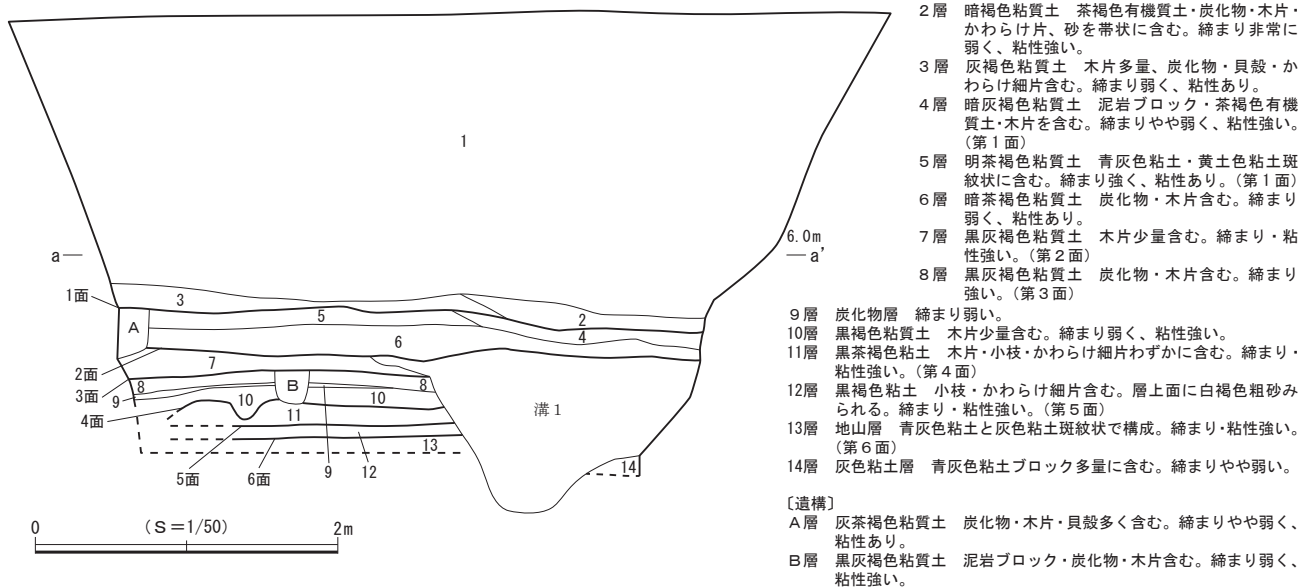 2層 暗褐色粘質土 茶褐色有機質土・炭化物・木片・
かわらけ片、砂を帯状に含む。締まり非常に
弱く、粘性強い。
3層 灰褐色粘質土 木片多量、炭化物・貝殻・か
わらけ細片含む。締まり弱く、粘性あり。
4層 暗灰褐色粘質土 泥岩ブロック・茶褐色有機
質土・木片を含む。締まりやや弱く、粘性強い。
(第1面)
5層 明茶褐色粘質土 青灰色粘土・黄土色粘土斑
紋状に含む。締まり強く、粘性あり。(第1面)
6層 暗茶褐色粘質土 炭化物・木片含む。締まり
弱く、粘性あり。
7層 黒灰褐色粘質土 木片少量含む。締まり・粘
性強い。(第2面)
8層 黒灰褐色粘質土 炭化物・木片含む。締まり
強い。(第3面)
9層 炭化物層 締まり弱い。
10層 黒褐色粘質土 木片少量含む。締まり弱く、粘性強い。
11層 黒茶褐色粘土 木片・小枝・かわらけ細片わずかに含む。締まり・
粘性強い。(第4面)
12層 黒褐色粘土 小枝・かわらけ細片含む。層上面に白褐色粗砂み
られる。締まり・粘性強い。(第5面)
13層 地山層 青灰色粘土と灰色粘土斑紋状で構成。締まり・粘性強い。
(第6面)
14層 灰色粘土層 青灰色粘土ブロック多量に含む。締まりやや弱い。
〔遺構〕
A層 灰茶褐色粘質土 炭化物・木片・貝殻多く含む。締まりやや弱く、
粘性あり。
B層 黒灰褐色粘質土 泥岩ブロック・炭化物・木片含む。締まり弱く、
粘性強い。
1
6.0m
a
a'
1面
3
5
2
A
4
6
2面
7
3面
8
B
8
9
10
10
4面
11
溝1
13
14
5面
6面
9
12
0
(S=1/50)
2m